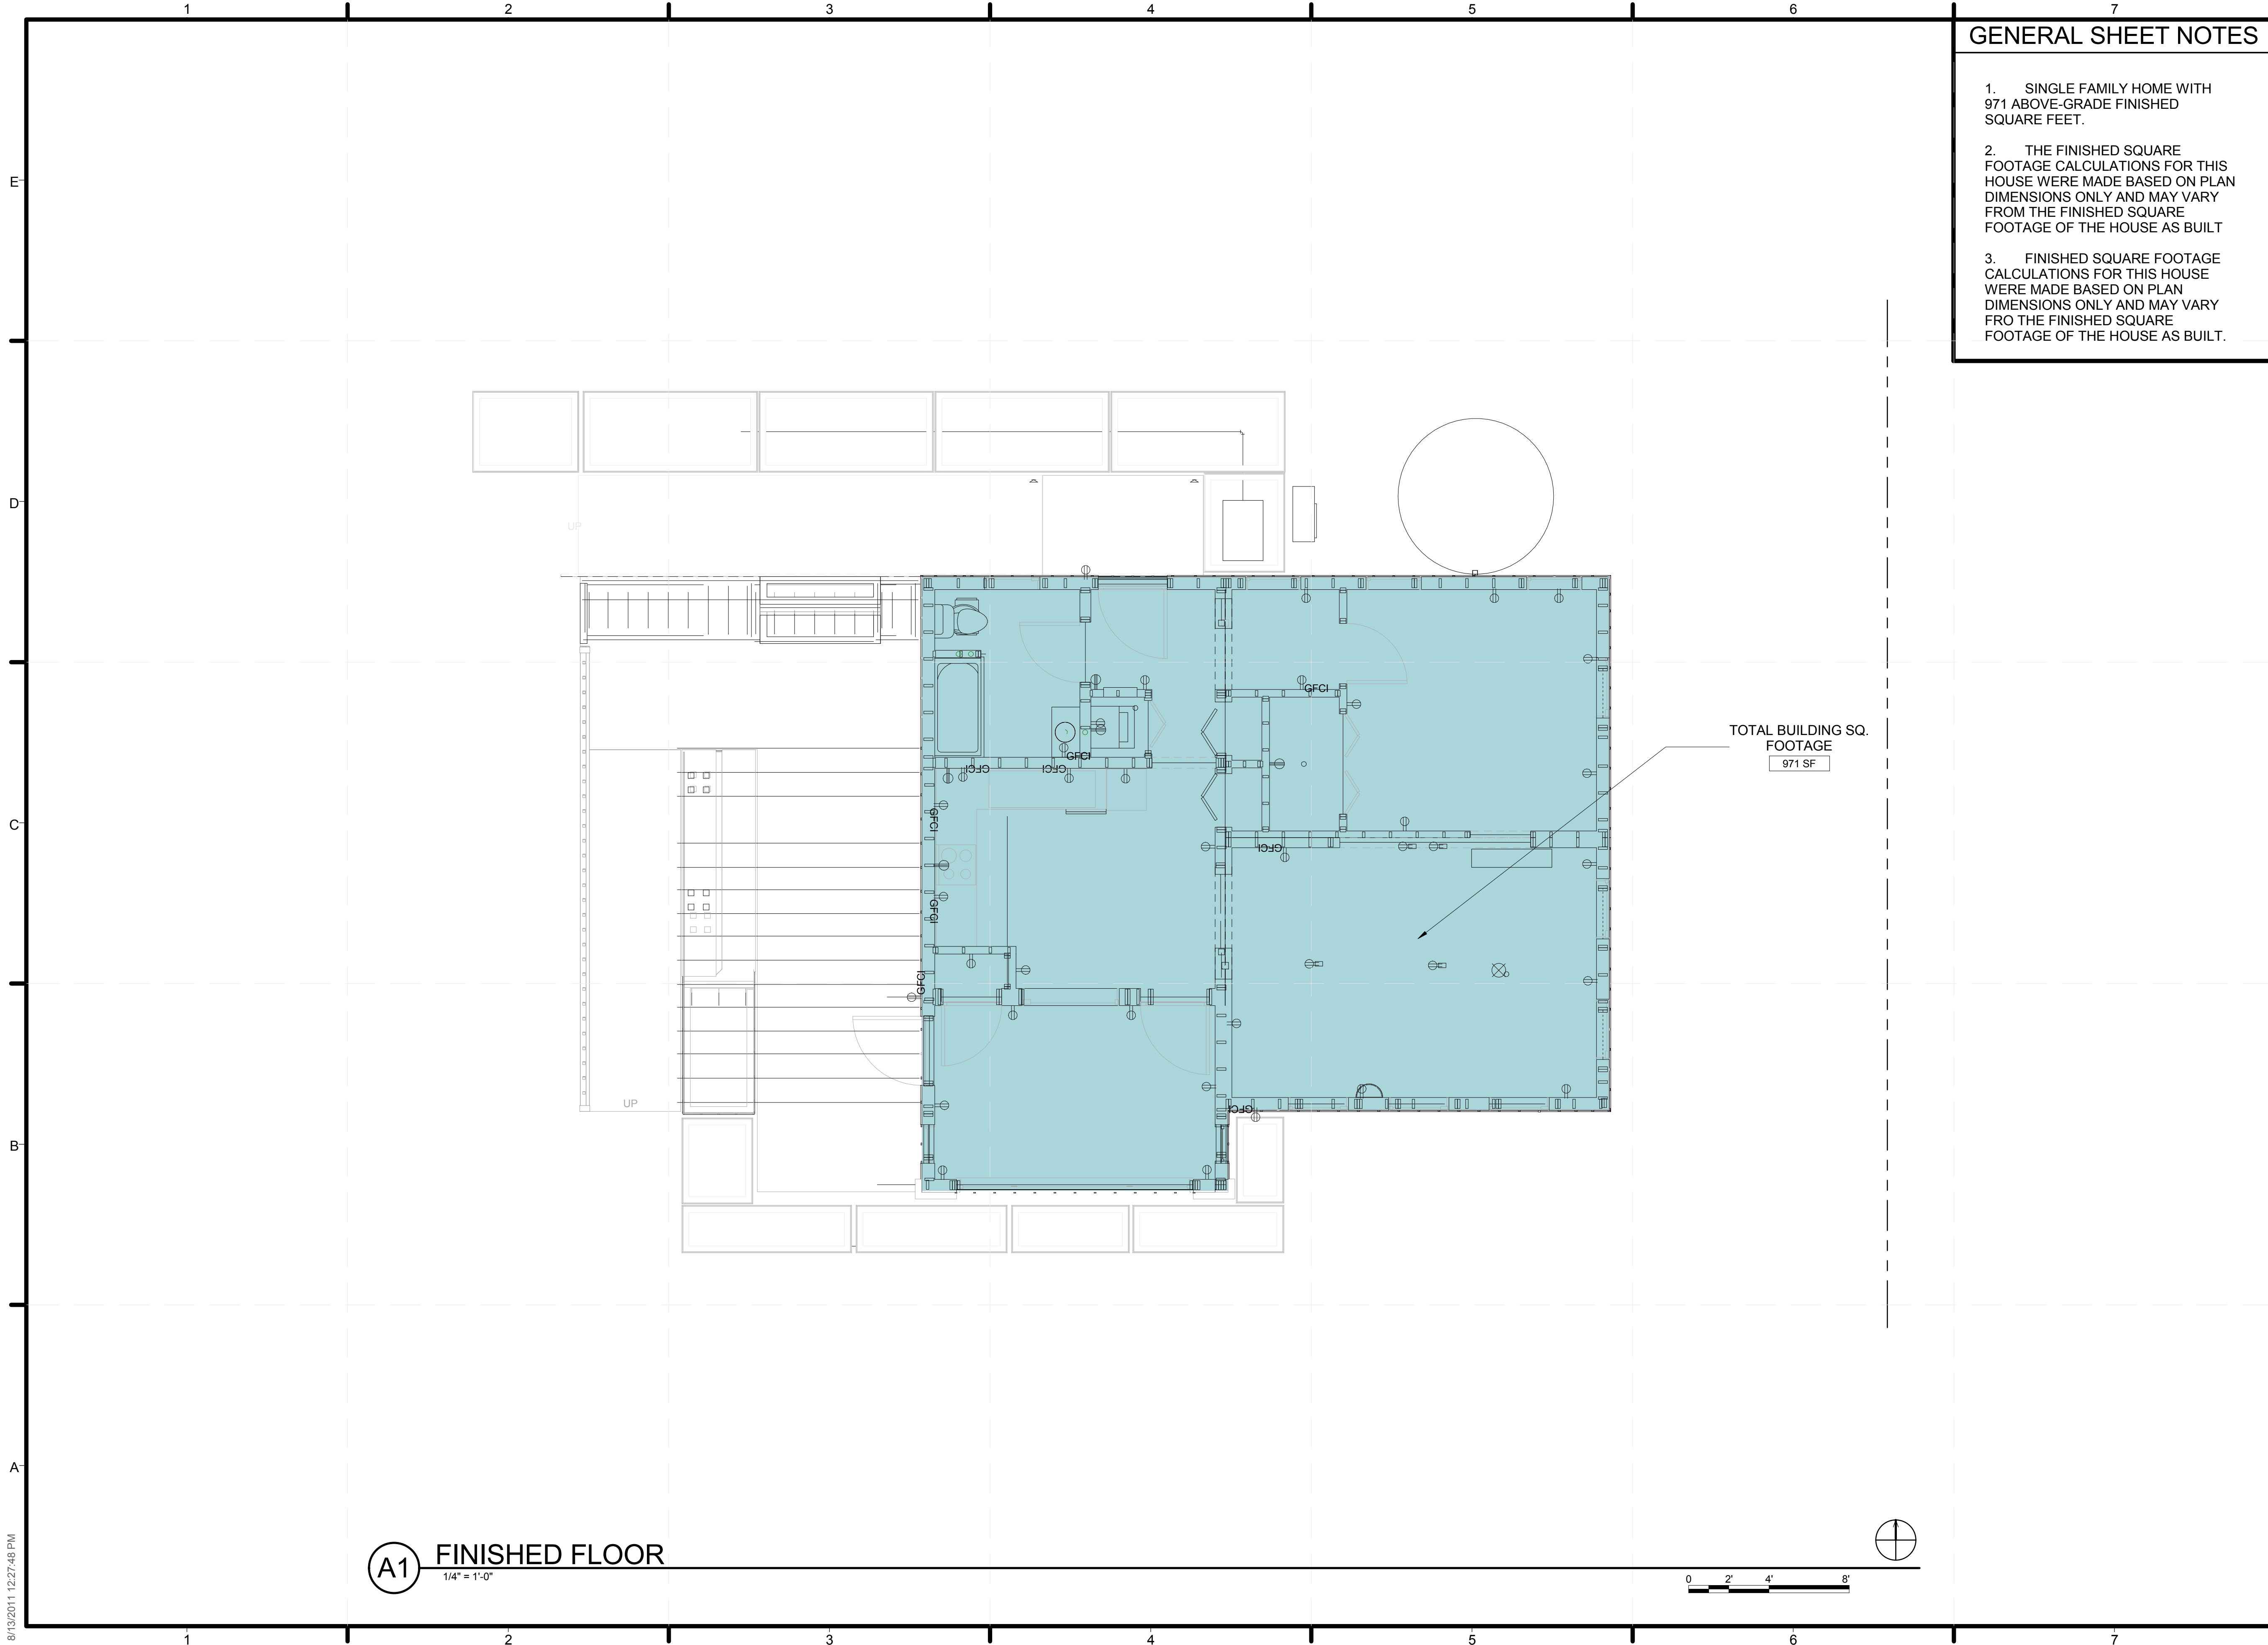 1 2 3 4 5 6 7
GENERAL SHEET NOTES
1. SINGLE FAMILY HOME WITH
971 ABOVE-GRADE FINISHED
SQUARE FEET.
2. THE FINISHED SQUARE
FOOTAGE CALCULATIONS FOR THIS
HOUSE WERE MADE BASED ON PLAN
DIMENSIONS ONLY AND MAY VARY
FROM THE FINISHED SQUARE
FOOTAGE OF THE HOUSE AS BUILT
3. FINISHED SQUARE FOOTAGE
CALCULATIONS FOR THIS HOUSE
WERE MADE BASED ON PLAN
DIMENSIONS ONLY AND MAY VARY
FRO THE FINISHED SQUARE
FOOTAGE OF THE HOUSE AS BUILT.
E
D
UP
GFCI
TOTAL BUILDING SQ.
FOOTAGE
971 SF
GFCI
GFCI
GFCI
C
GFCI
GFCI
GFCI
GFCI
UP
GFCI
B
A
A1
FINISHED FLOOR
1/4" = 1'-0"
0 2' 4' 8'
8/13/2011 12:27:48 PM
1 2 3 4 5 6 7